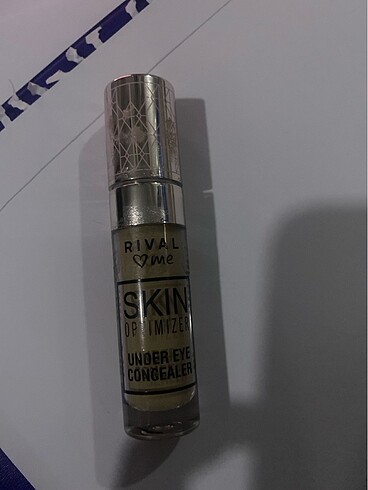 RIVAL
♡me
SKIN
OPTIMIZER
UNDER EYE
CONCEALER